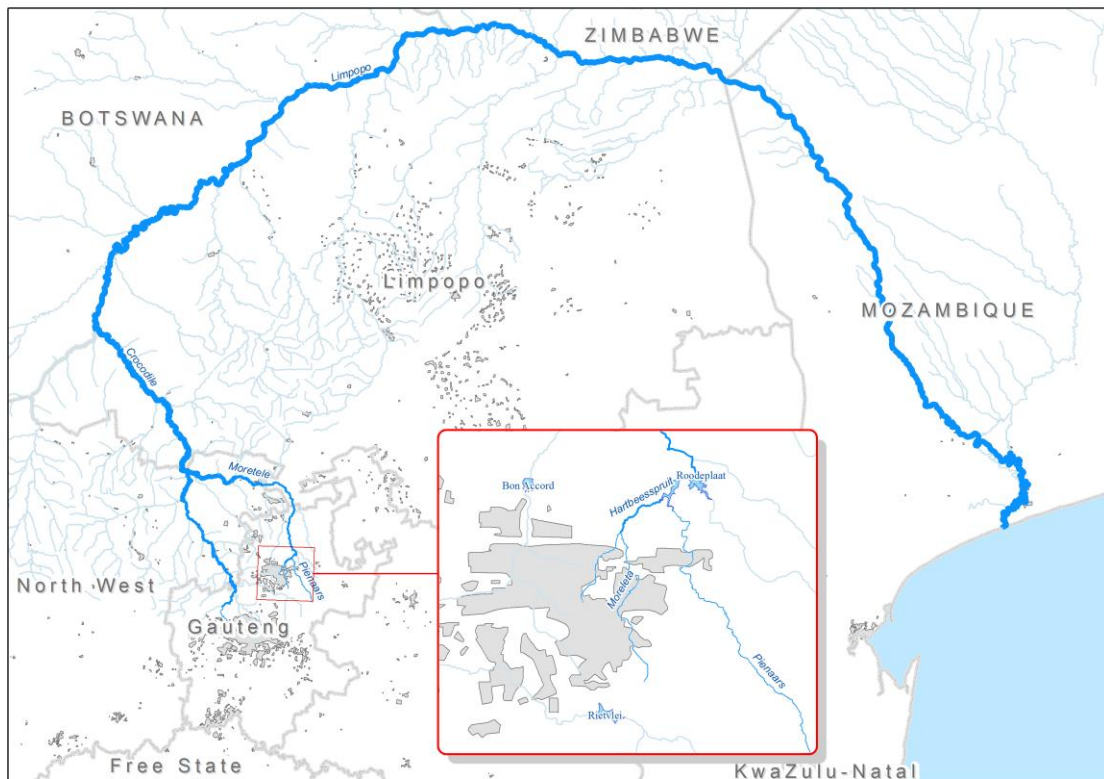 ZIMBABWE
Limpopo
BOTSWANA
Limpopo
MOZAMBIQUE
Crocodile
Moretele
Pienaars
North West
Gauteng
Free State
KwaZulu-Natal
Bon Accord
Roodeplaat
Hartbeesspruit
Moreleta
Pienaars
Rietvlei